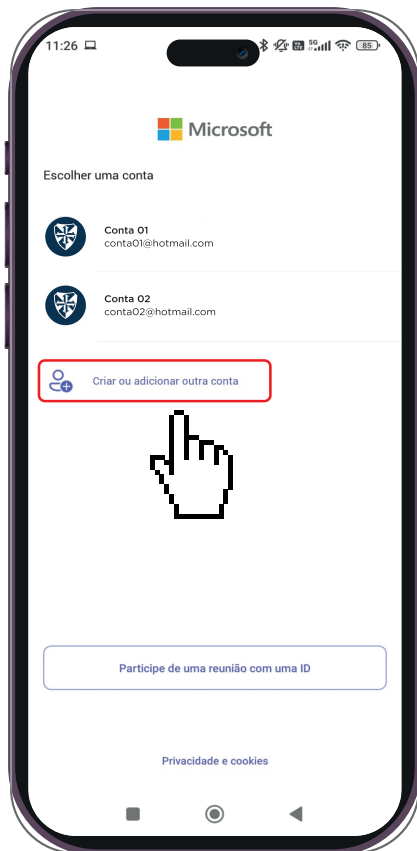 11:26
5G
85
Microsoft
Escolher uma conta
Conta 01
conta01@hotmail.com
Conta 02
conta02@hotmail.com
Criar ou adicionar outra conta
Participe de uma reunião com uma ID
Privacidade e cookies